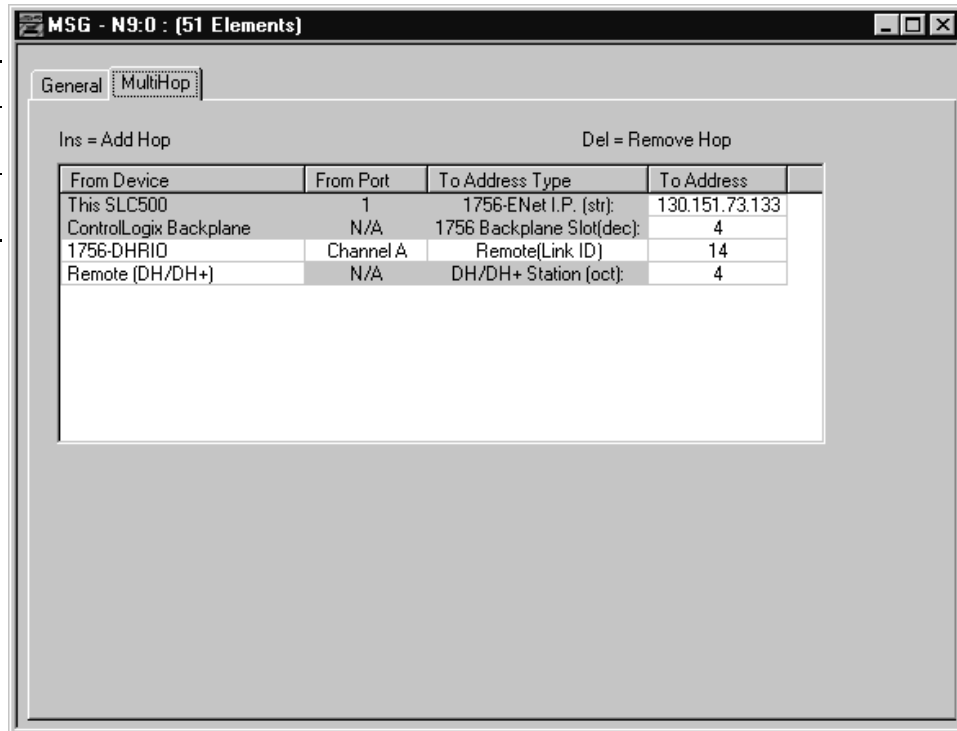 MSG - N9:0 : (51 Elements)
General MultiHop
Ins = Add Hop Del = Remove Hop
From Device From Port To Address Type To Address
This SLC500 1 1756-ENet I.P. (str): 130.151.73.133
ControlLogix Backplane N/A 1756 Backplane Slot(dec): 4
1756-DHRIO Channel A Remote(Link ID) 14
Remote (DH/DH+) N/A DH/DH+ Station (oct): 4